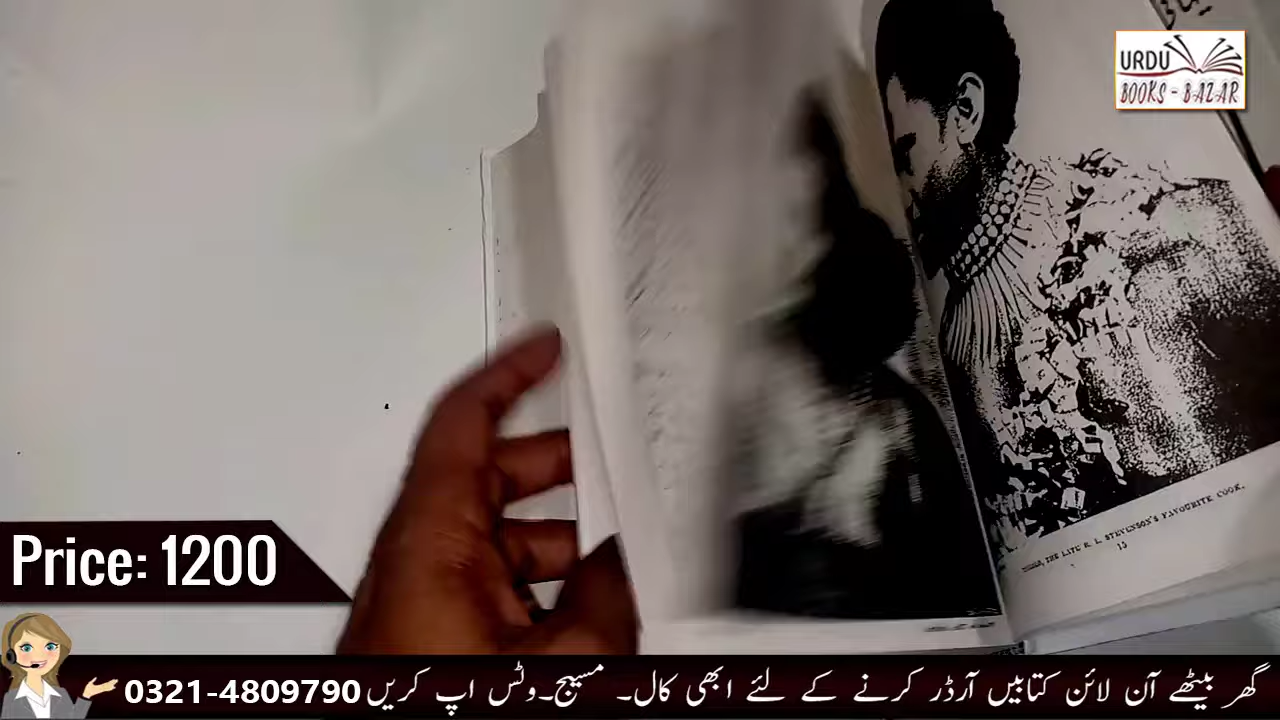 URDU
BOOKS - BAZAR
THE LATE R. L. STEVENSON'S FAVOURITE COOK.
15
Price: 1200
گھر بیٹھے آن لائن کتابیں آرڈر کرنے کے لئے ابھی کال۔ مسیج۔وٹس اپ کریں 0321-4809790